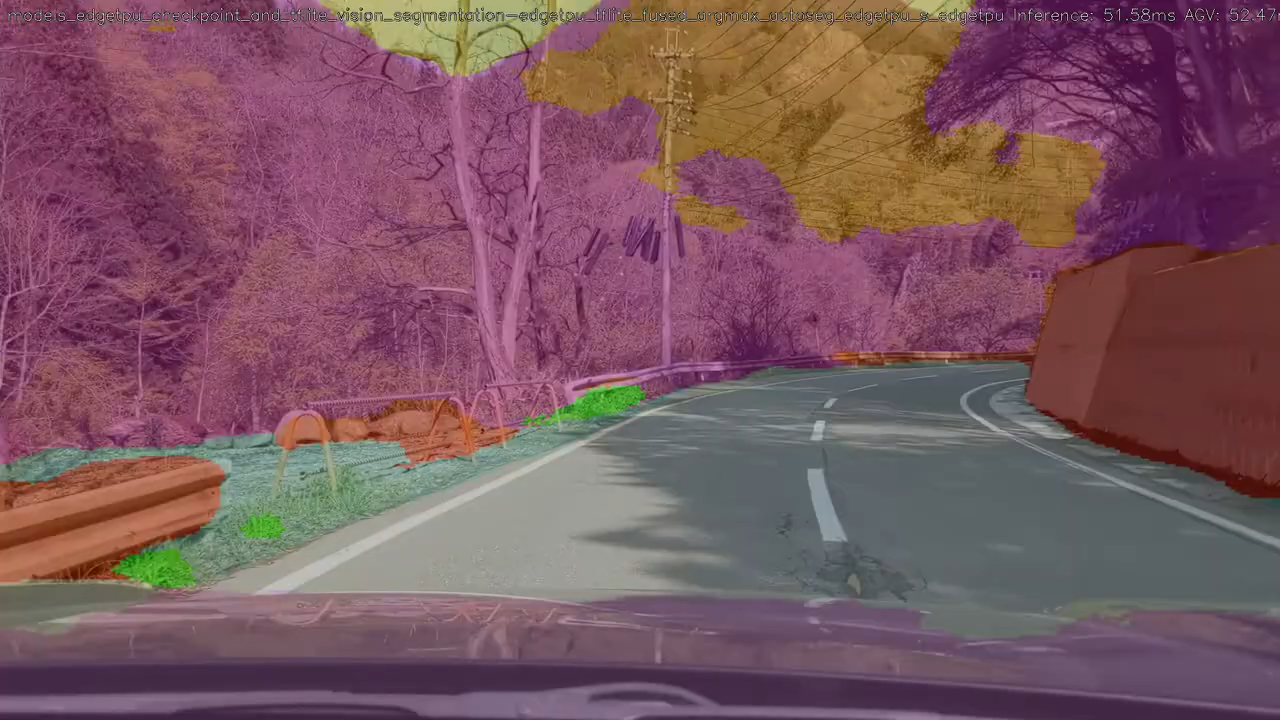 models_edgetpu_checkpoint_and_tflite_vision_segmentation-edgetpu_tflite_fused_argmax_autoseg_edgetpu_s_edgetpu Inference: 51.58ms AGV: 52.47